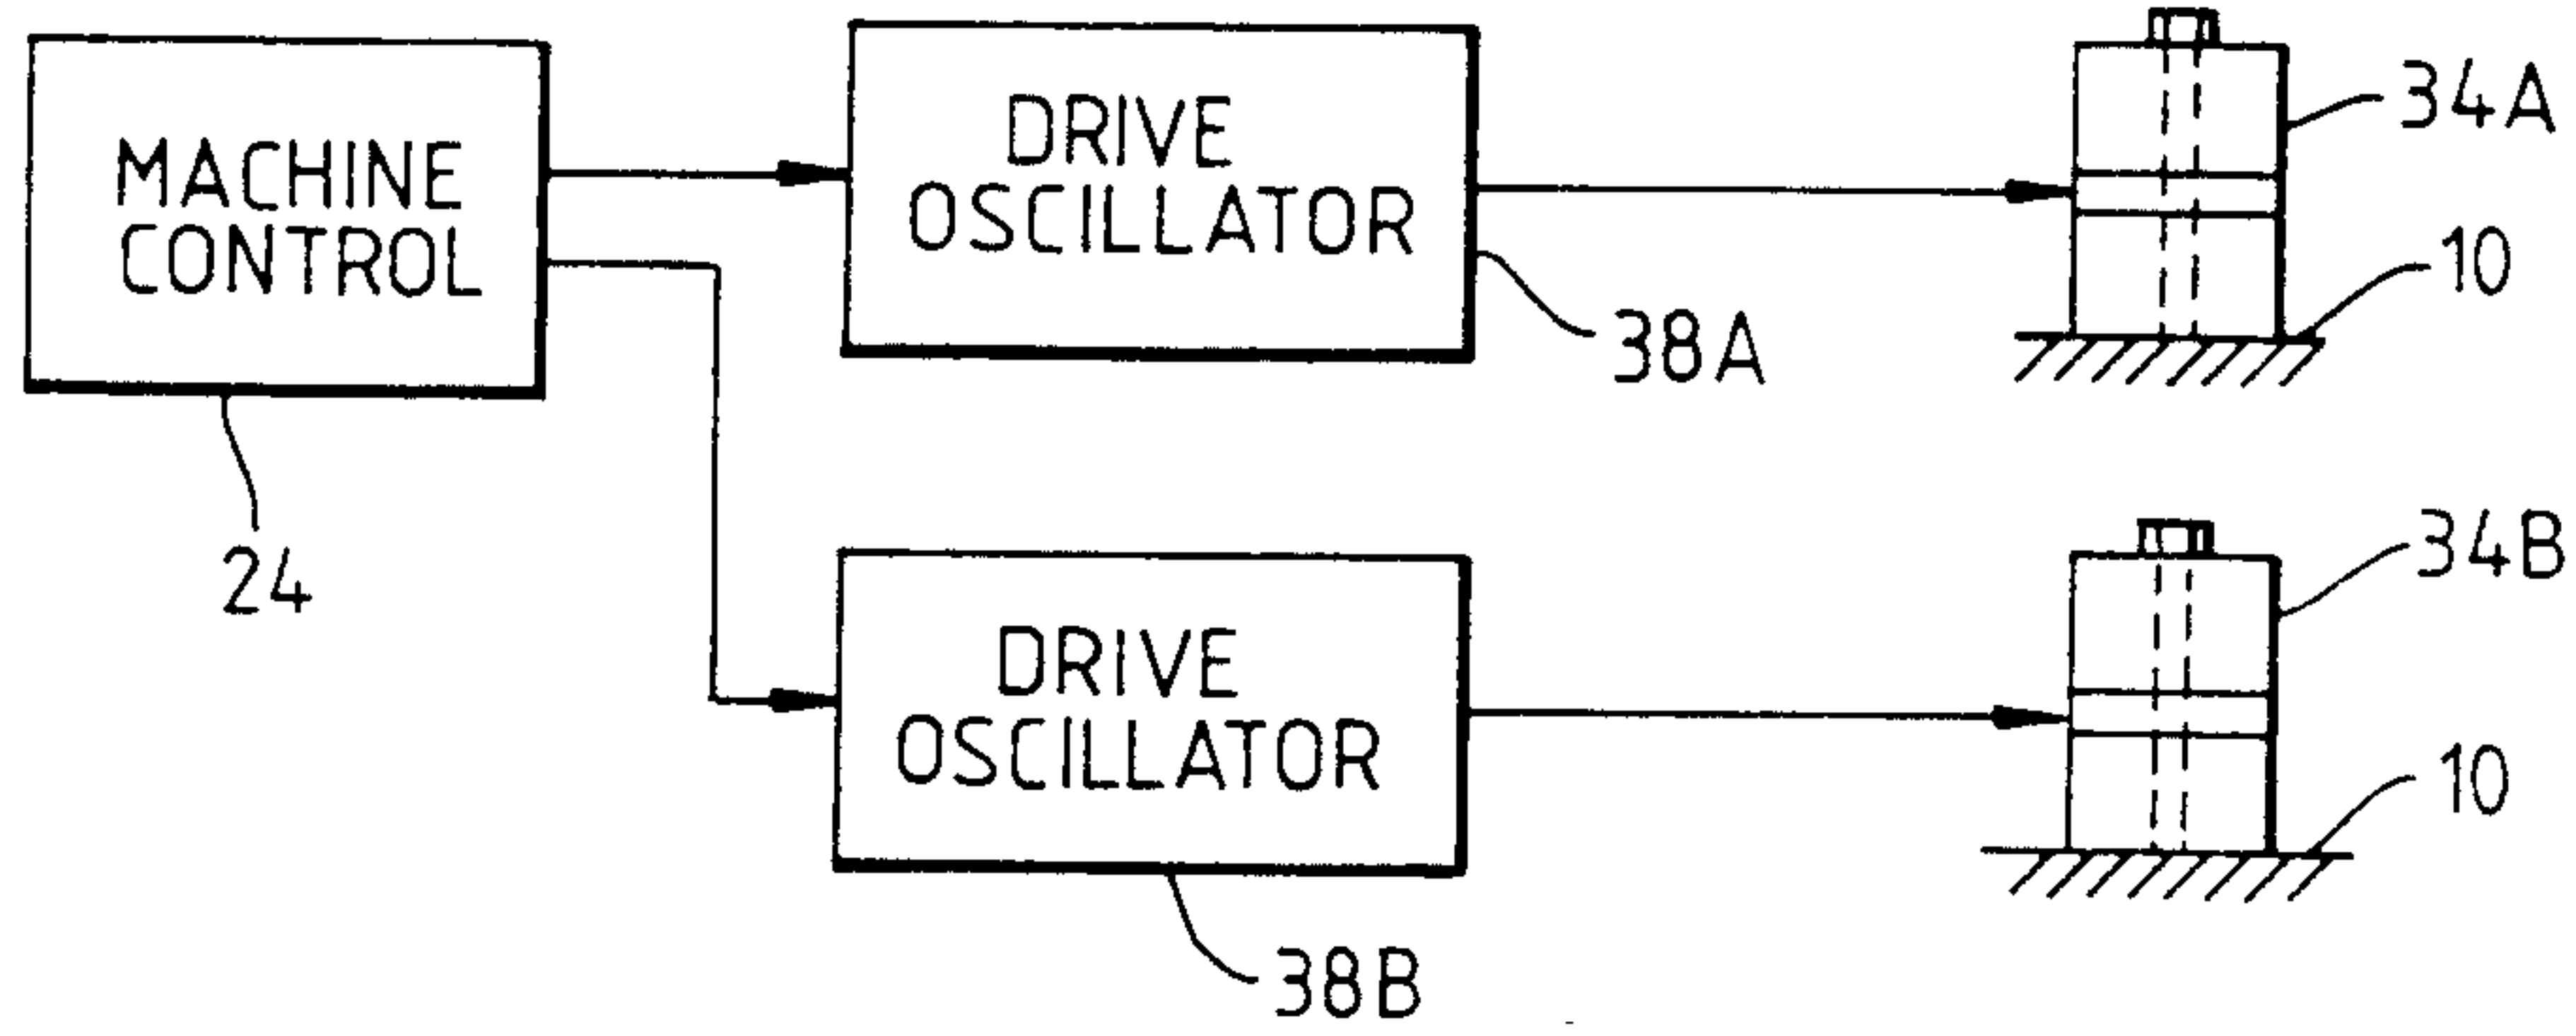 MACHINE
CONTROL
24
DRIVE
OSCILLATOR
38A
34A
10
DRIVE
OSCILLATOR
38B
34B
10